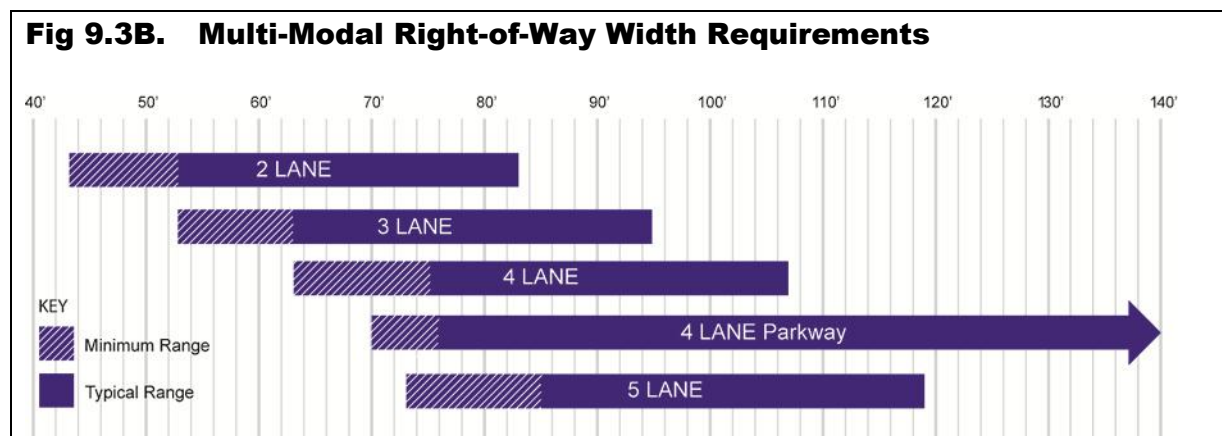 Fig 9.3B. Multi-Modal Right-of-Way Width Requirements
40' 50' 60' 70' 80' 90' 100' 110' 120' 130' 140'
2 LANE
3 LANE
4 LANE
4 LANE Parkway
5 LANE
KEY
Minimum Range
Typical Range